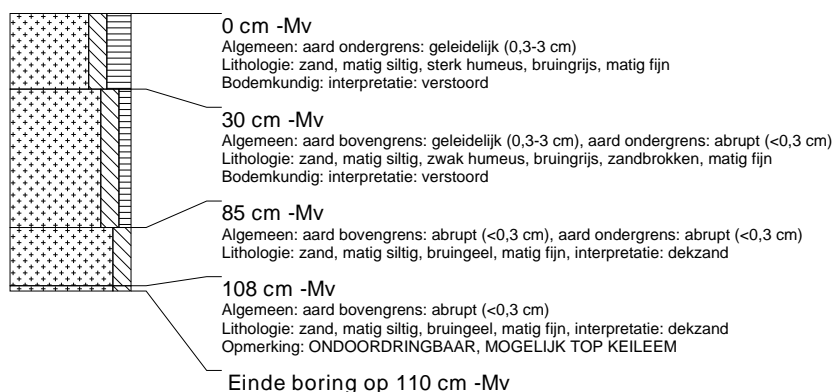 0 cm -Mv
Algemeen: aard ondergrens: geleidelijk (0,3-3 cm)
Lithologie: zand, matig siltig, sterk humeus, bruingrijs, matig fijn
Bodemkundig: interpretatie: verstoord
30 cm -Mv
Algemeen: aard bovengrens: geleidelijk (0,3-3 cm), aard ondergrens: abrupt (<0,3 cm)
Lithologie: zand, matig siltig, zwak humeus, bruingrijs, zandbrokken, matig fijn
Bodemkundig: interpretatie: verstoord
85 cm -Mv
Algemeen: aard bovengrens: abrupt (<0,3 cm), aard ondergrens: abrupt (<0,3 cm)
Lithologie: zand, matig siltig, bruingeel, matig fijn, interpretatie: dekzand
108 cm -Mv
Algemeen: aard bovengrens: abrupt (<0,3 cm)
Lithologie: zand, matig siltig, bruingeel, matig fijn, interpretatie: dekzand
Opmerking: ONDOORDRINGBAAR, MOGELIJK TOP KEILEEM
Einde boring op 110 cm -Mv